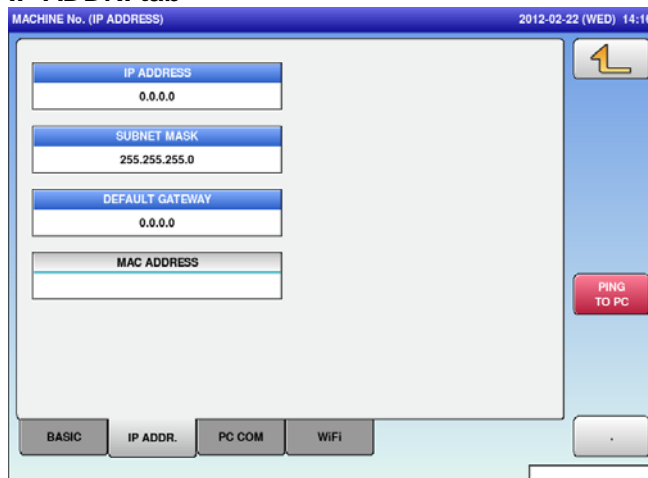 MACHINE No. (IP ADDRESS) 2012-02-22 (WED) 14:16
IP ADDRESS
0.0.0.0
SUBNET MASK
255.255.255.0
DEFAULT GATEWAY
0.0.0.0
MAC ADDRESS
PING
TO PC
BASIC IP ADDR. PC COM WiFi .